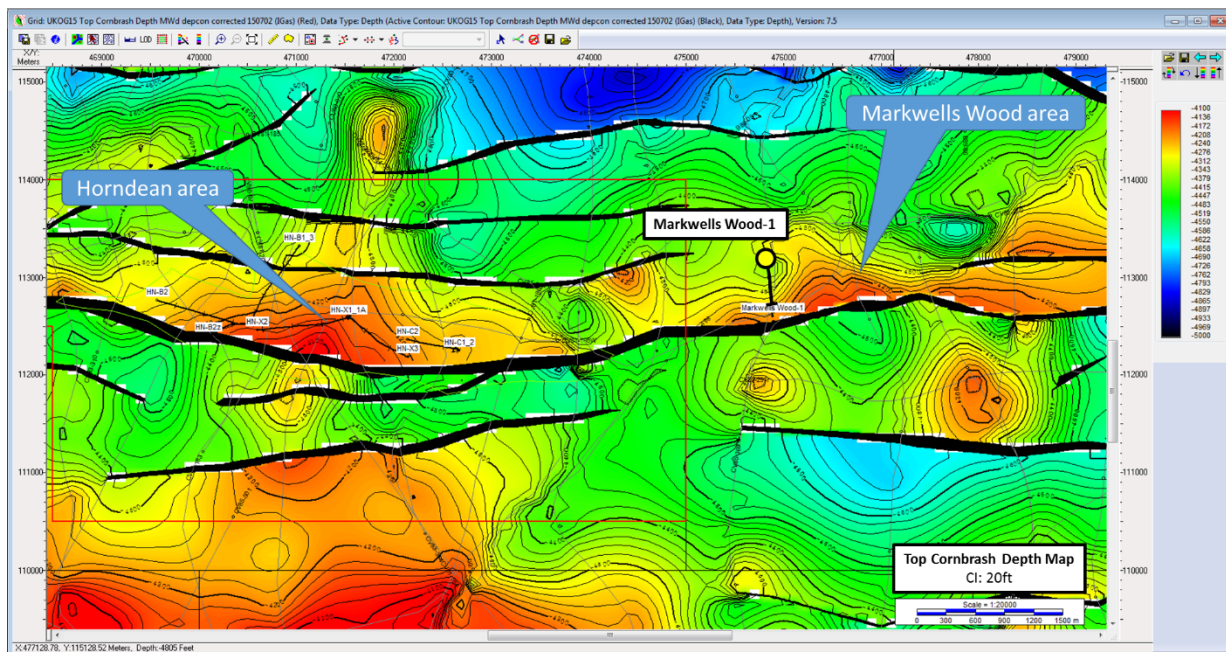 Grid: UKOG15 Top Cornbrash Depth MWd depcon corrected 150702 (IGas) (Red), Data Type: Depth (Active Contour: UKOG15 Top Cornbrash Depth MWd depcon corrected 150702 (IGas) (Black), Data Type: Depth), Version: 7.5
LOD
X/Y:
Meters
469000 470000 471000 472000 473000 474000 475000 476000 477000 478000 479000
115000 115000
114000 114000
113000 113000
112000 112000
111000 111000
110000 110000
Markwells Wood area
Horndean area
Markwells Wood-1
HN-B1_3
HN-B2
HN-X1_1A
HN-B2z
HN-X2
HN-C2
HN-X3
HN-C1_2
Markwells Wood-1
-4100
-4136
-4172
-4208
-4240
-4276
-4312
-4343
-4379
-4415
-4447
-4483
-4519
-4550
-4586
-4622
-4658
-4690
-4726
-4762
-4793
-4829
-4865
-4897
-4933
-4969
-5000
Top Cornbrash Depth Map
CI: 20ft
Scale = 1:20000
0 300 600 900 1200 1500 m
X:477128.78, Y:115128.52 Meters, Depth:-4805 Feet